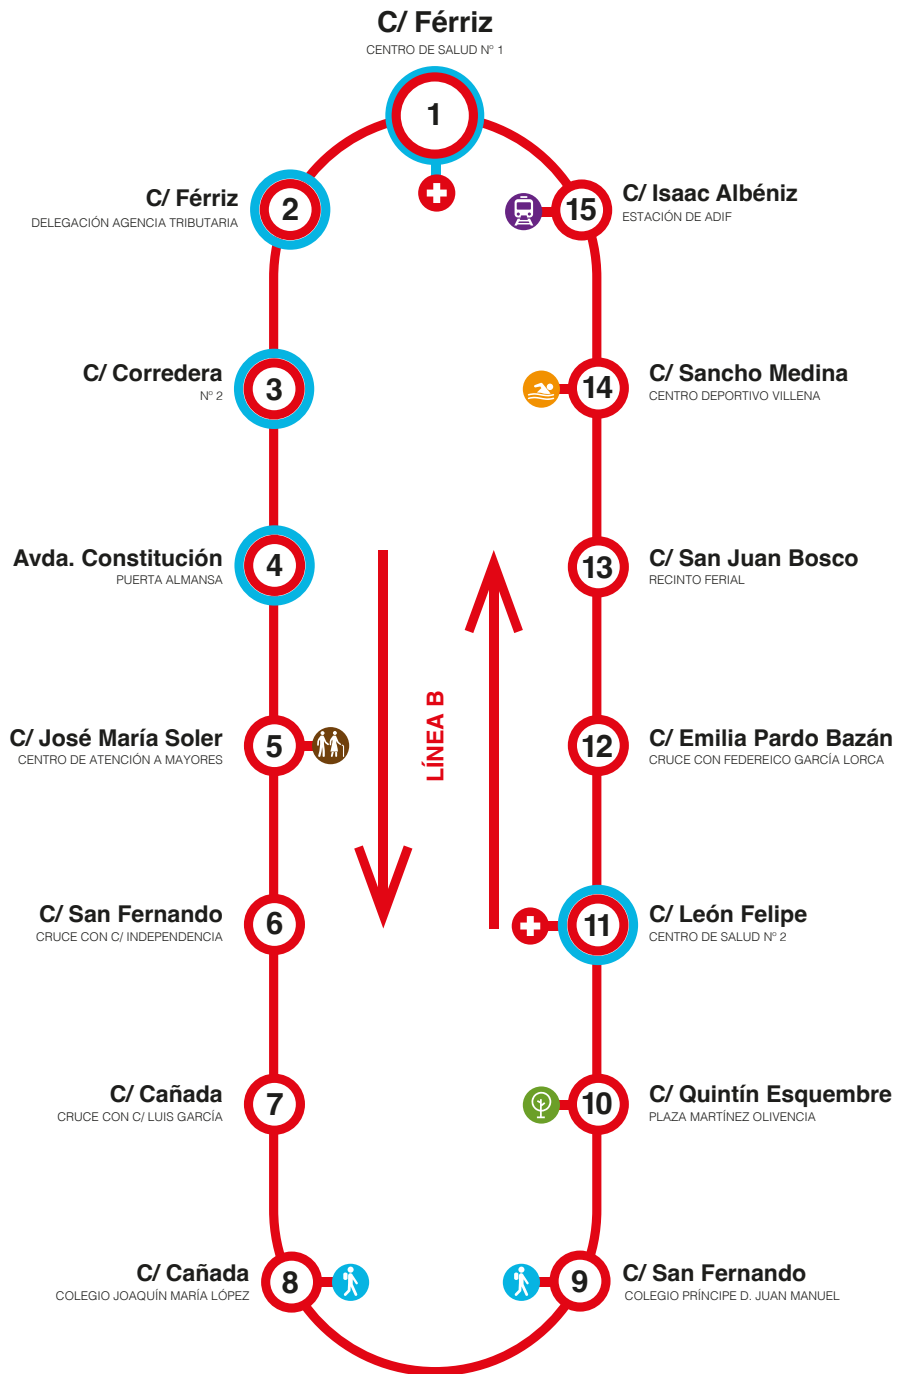 C/ Férriz
CENTRO DE SALUD Nº 1
1
C/ Férriz
DELEGACIÓN AGENCIA TRIBUTARIA
2
C/ Corredera
Nº 2
3
Avda. Constitución
PUERTA ALMANSA
4
C/ José María Soler
CENTRO DE ATENCIÓN A MAYORES
5
C/ San Fernando
CRUCE CON C/ INDEPENDENCIA
6
C/ Cañada
CRUCE CON C/ LUIS GARCÍA
7
C/ Cañada
COLEGIO JOAQUÍN MARÍA LÓPEZ
8
LÍNEA B
15
C/ Isaac Albéniz
ESTACIÓN DE ADIF
14
C/ Sancho Medina
CENTRO DEPORTIVO VILLENA
13
C/ San Juan Bosco
RECINTO FERIAL
12
C/ Emilia Pardo Bazán
CRUCE CON FEDEREICO GARCÍA LORCA
11
C/ León Felipe
CENTRO DE SALUD Nº 2
10
C/ Quintín Esquembre
PLAZA MARTÍNEZ OLIVENCIA
9
C/ San Fernando
COLEGIO PRÍNCIPE D. JUAN MANUEL